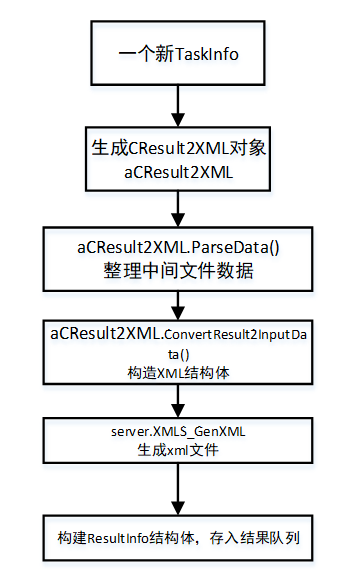 一个新TaskInfo
生成CResult2XML对象
aCResult2XML
aCResult2XML.ParseData()
整理中间文件数据
aCResult2XML.ConvertResult2InputDa
ta()
构造XML结构体
server.XMLS_GenXML
生成xml文件
构建ResultInfo结构体，存入结果队列